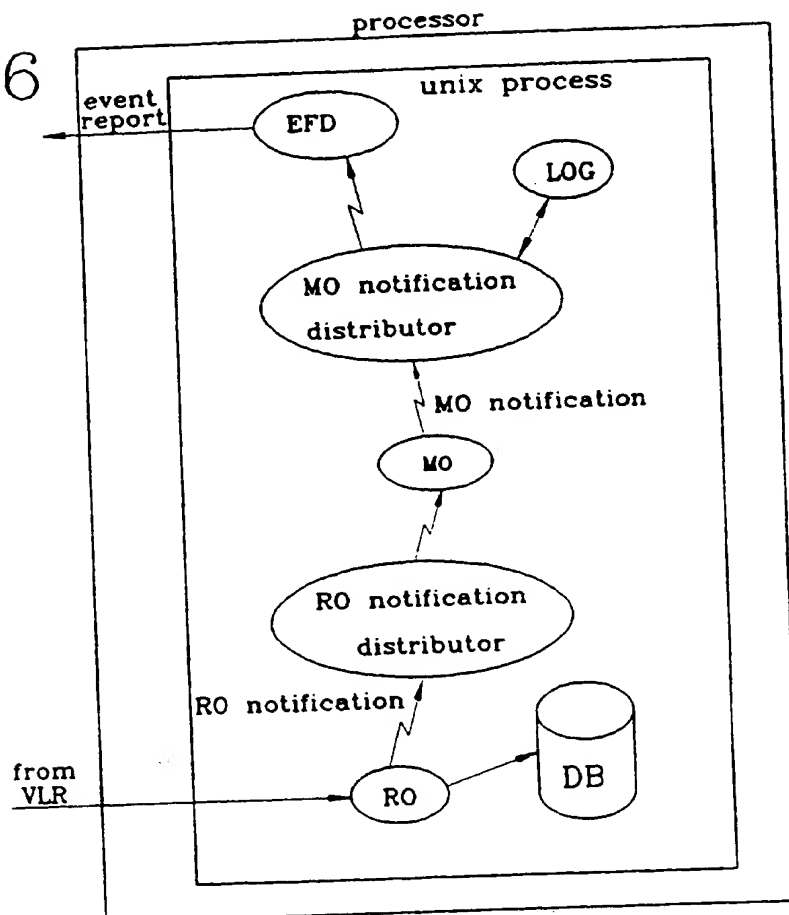 processor
6
unix process
event
report
EFD
LOG
MO notification
distributor
MO notification
MO
RO notification
distributor
RO notification
from
VLR
RO
DB